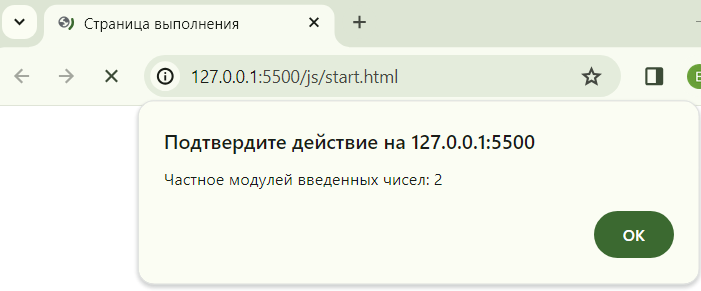 Страница выполнения
127.0.0.1:5500/js/start.html
Подтвердите действие на 127.0.0.1:5500
Частное модулей введенных чисел: 2
ОК